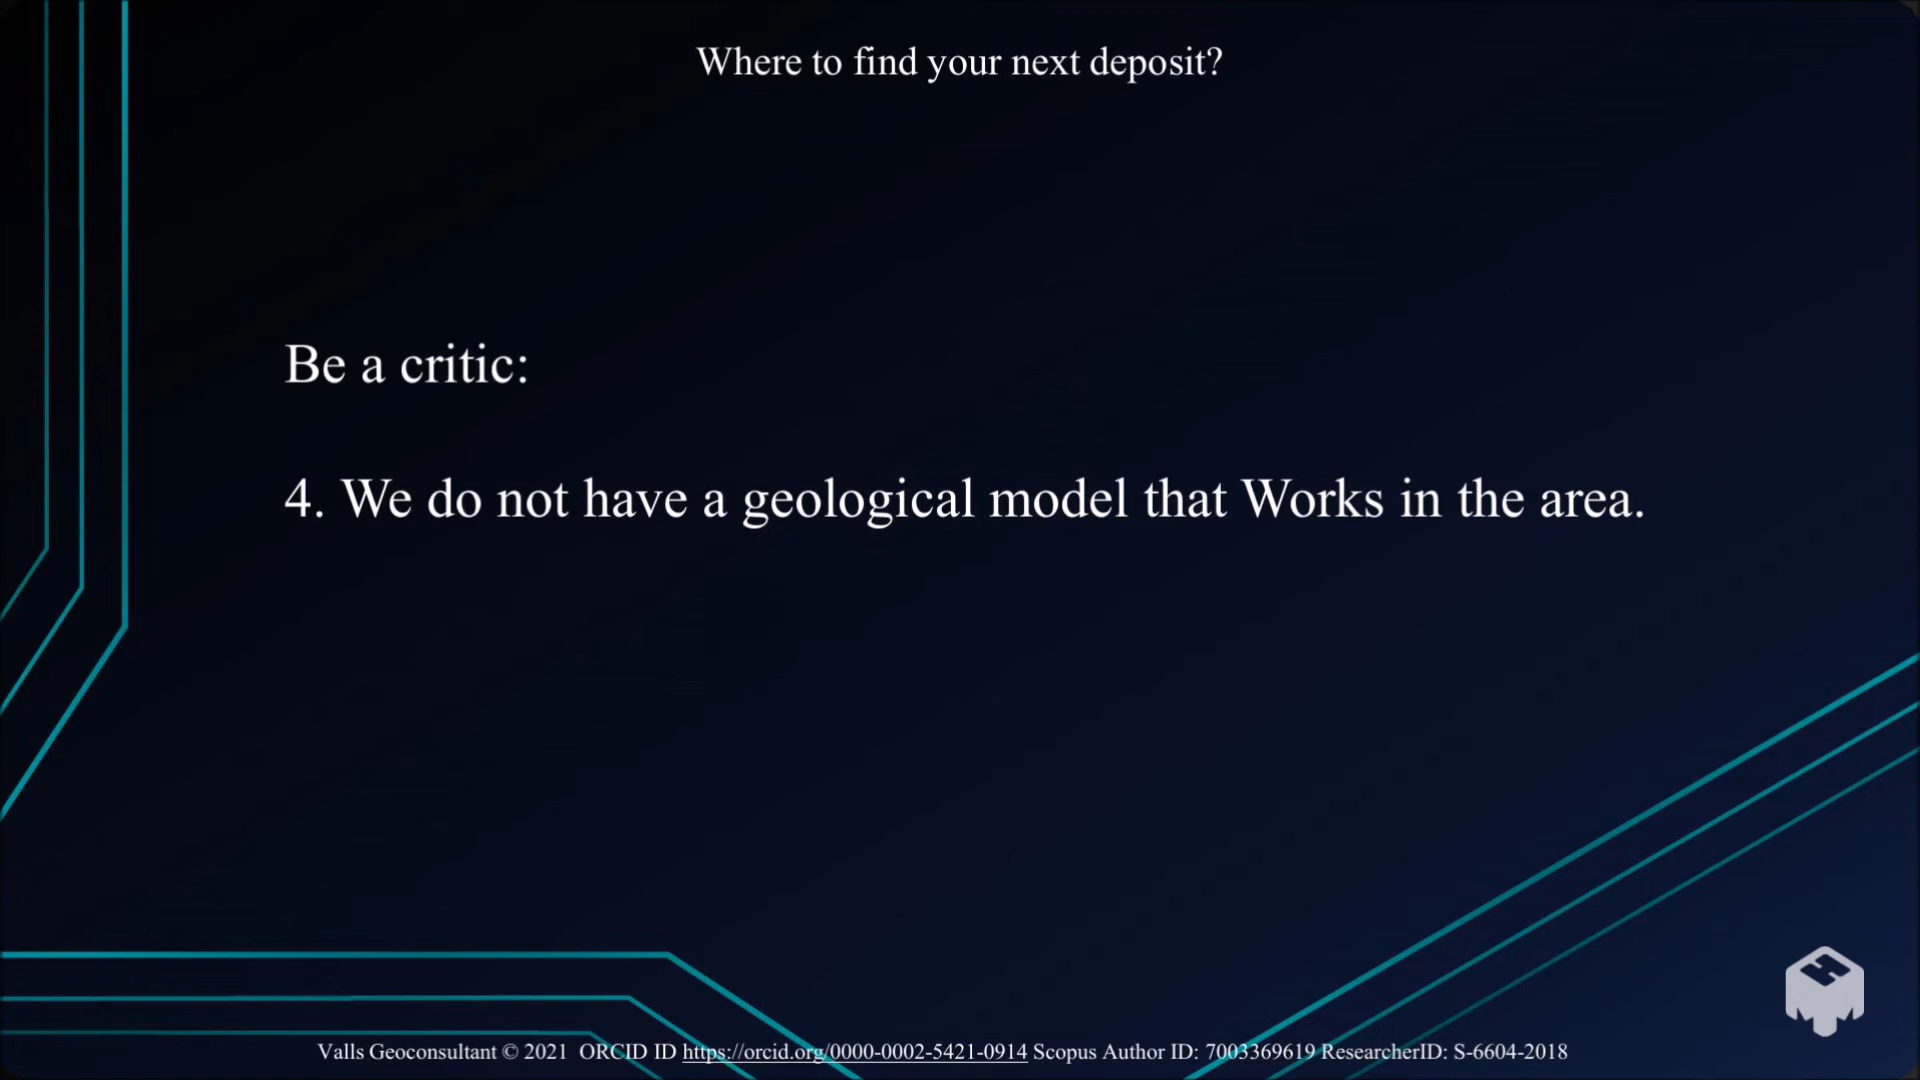 Where to find your next deposit?
Be a critic:
4. We do not have a geological model that Works in the area.
Valls Geoconsultant © 2021 ORCID ID https://orcid.org/0000-0002-5421-0914 Scopus Author ID: 7003369619 ResearcherID: S-6604-2018